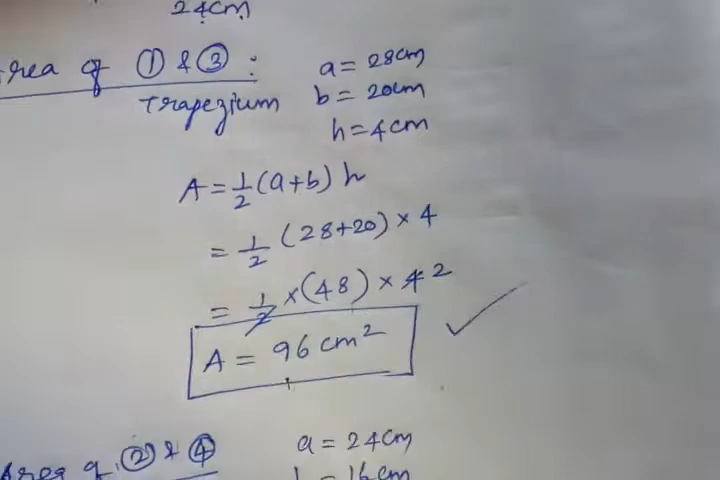 24cm
Area of ① & ③ : a = 28cm
Trapezium b = 20cm
h = 4cm
A = 1/2 (a+b) h
= 1/2 (28+20) × 4
= 1/2 × (48) × 4 2
A = 96 cm²
Area of ② & ④ a = 24cm
b = 16cm